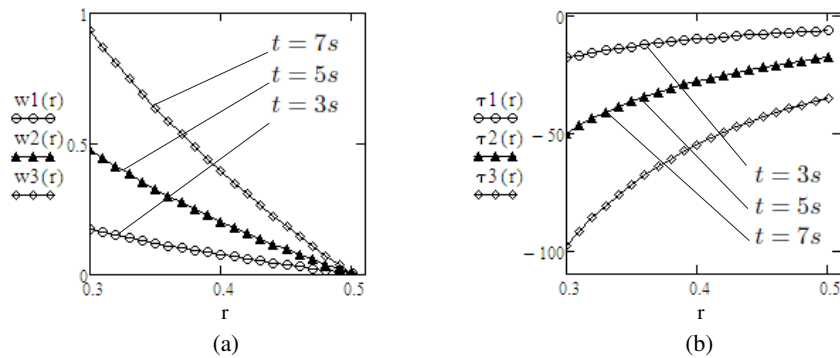 1
0.5
0
w1(r)
w2(r)
w3(r)
t = 7s
t = 5s
t = 3s
0.3
0.4
0.5
r
(a)
0
−50
−100
τ1(r)
τ2(r)
τ3(r)
t = 3s
t = 5s
t = 7s
0.3
0.4
0.5
r
(b)